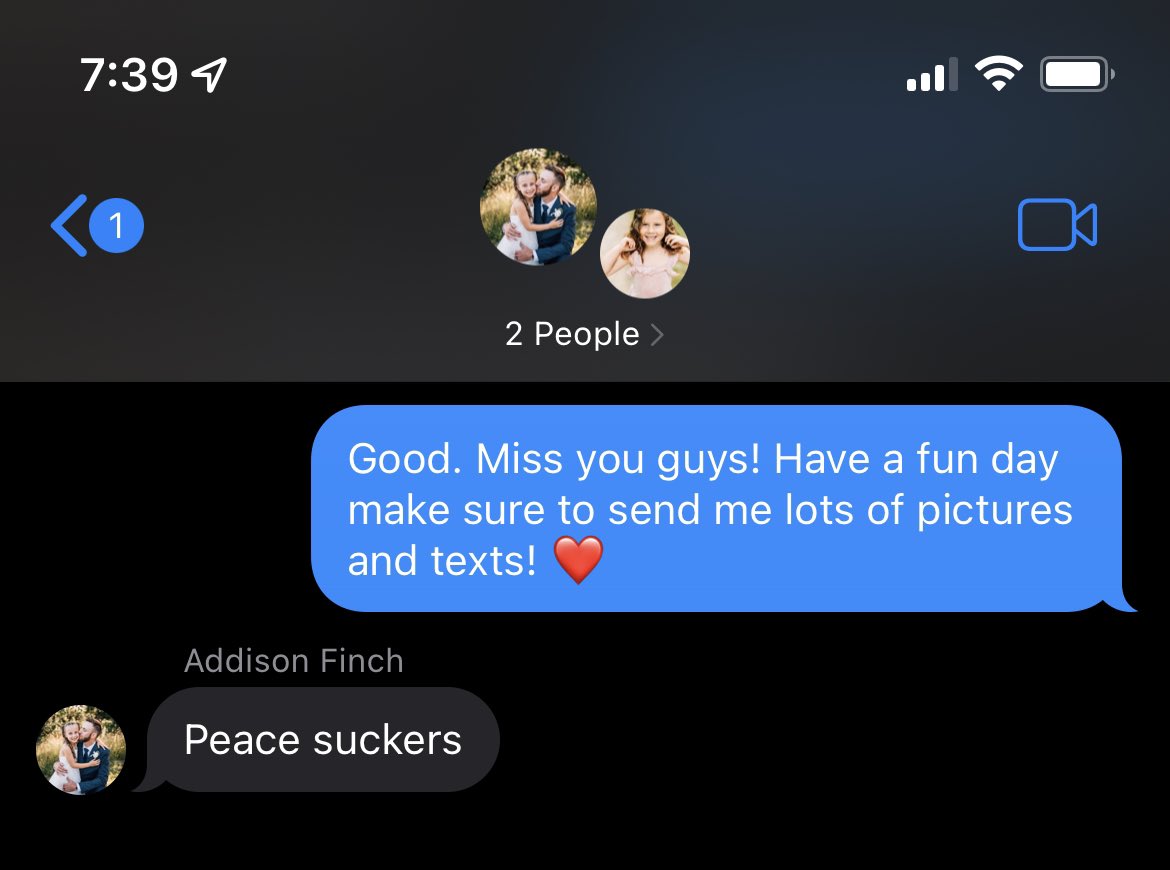 7:39
1
2 People
Good. Miss you guys! Have a fun day
make sure to send me lots of pictures
and texts! ❤️
Addison Finch
Peace suckers